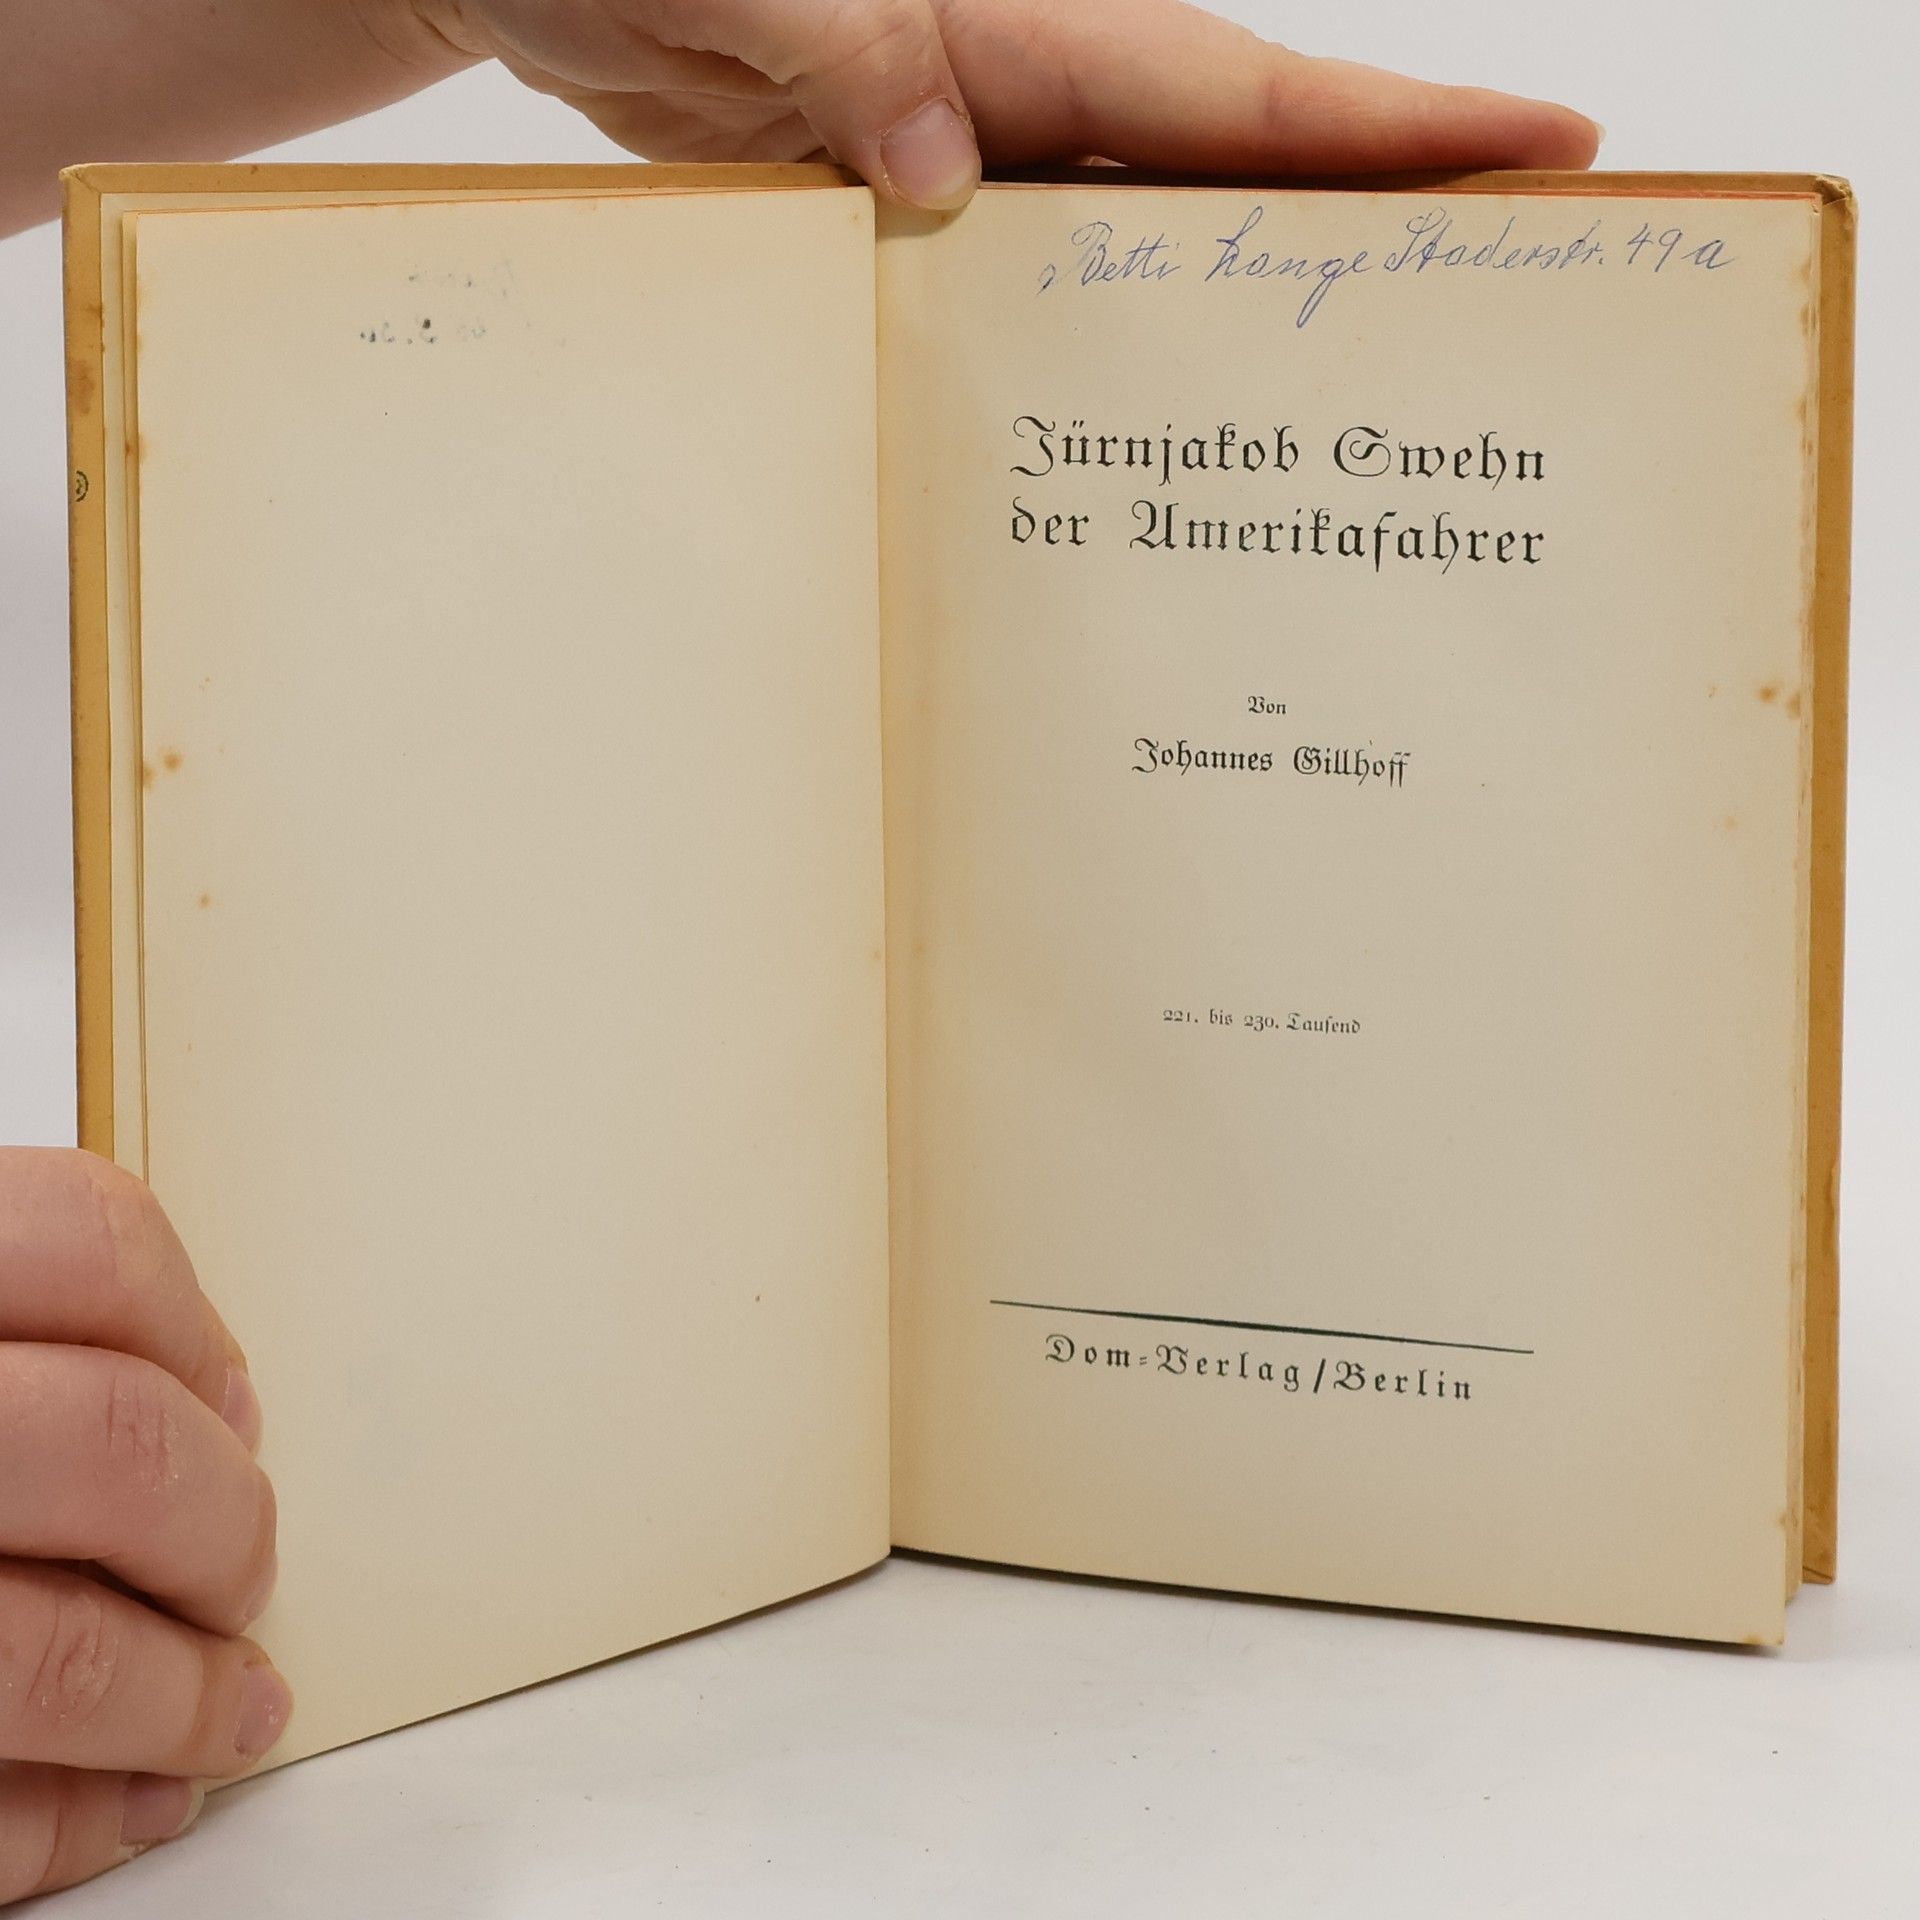 Betti Lange Staderstr. 49a
Jürnjakob Swehn
der Amerikafahrer
Von
Johannes Gillhoff
221. bis 230. Tausend
Dom-Verlag/Berlin